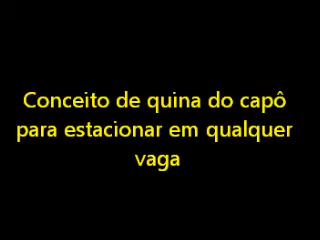 Conceito de quina do capô
para estacionar em qualquer
vaga